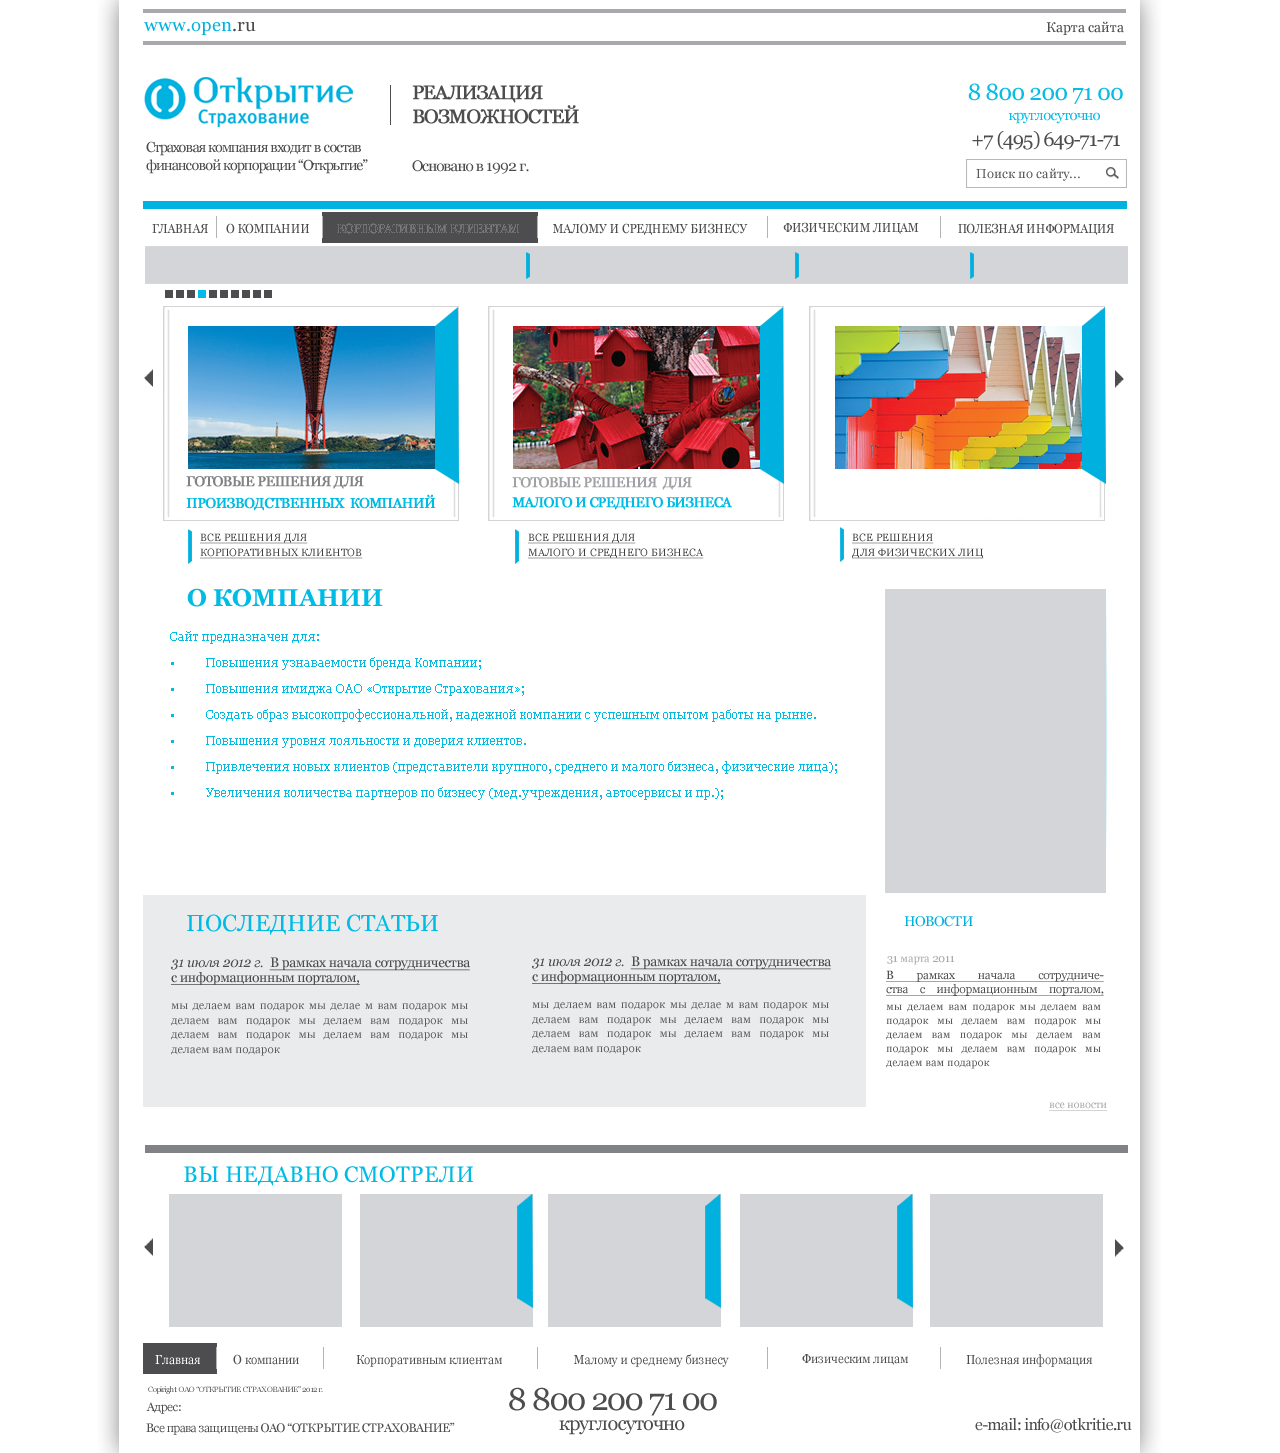 www.open.ru
Карта сайта
Открытие
Страхование
РЕАЛИЗАЦИЯ
ВОЗМОЖНОСТЕЙ
8 800 200 71 00
круглосуточно
+7 (495) 649-71-71
Страховая компания входит в состав
финансовой корпорации “Открытие”
Основано в 1992 г.
Поиск по сайту...
ГЛАВНАЯ
О КОМПАНИИ
КОРПОРАТИВНЫМ КЛИЕНТАМ
МАЛОМУ И СРЕДНЕМУ БИЗНЕСУ
ФИЗИЧЕСКИМ ЛИЦАМ
ПОЛЕЗНАЯ ИНФОРМАЦИЯ
ГОТОВЫЕ РЕШЕНИЯ ДЛЯ
ПРОИЗВОДСТВЕННЫХ КОМПАНИЙ
ГОТОВЫЕ РЕШЕНИЯ ДЛЯ
МАЛОГО И СРЕДНЕГО БИЗНЕСА
ВСЕ РЕШЕНИЯ ДЛЯ
КОРПОРАТИВНЫХ КЛИЕНТОВ
ВСЕ РЕШЕНИЯ ДЛЯ
МАЛОГО И СРЕДНЕГО БИЗНЕСА
ВСЕ РЕШЕНИЯ
ДЛЯ ФИЗИЧЕСКИХ ЛИЦ
О КОМПАНИИ
Сайт предназначен для:
• Повышения узнаваемости бренда Компании;
• Повышения имиджа ОАО «Открытие Страхования»;
• Создать образ высокопрофессиональной, надежной компании с успешным опытом работы на рынке.
• Повышения уровня лояльности и доверия клиентов.
• Привлечения новых клиентов (представители крупного, среднего и малого бизнеса, физические лица);
• Увеличения количества партнеров по бизнесу (мед.учреждения, автосервисы и пр.);
ПОСЛЕДНИЕ СТАТЬИ
31 июля 2012 г. В рамках начала сотрудничества
с информационным порталом,
мы делаем вам подарок мы делае м вам подарок мы
делаем вам подарок мы делаем вам подарок мы
делаем вам подарок мы делаем вам подарок мы
делаем вам подарок
31 июля 2012 г. В рамках начала сотрудничества
с информационным порталом,
мы делаем вам подарок мы делае м вам подарок мы
делаем вам подарок мы делаем вам подарок мы
делаем вам подарок мы делаем вам подарок мы
делаем вам подарок
НОВОСТИ
31 марта 2011
В рамках начала сотрудниче-
ства с информационным порталом,
мы делаем вам подарок мы делаем вам
подарок мы делаем вам подарок мы
делаем вам подарок мы делаем вам
подарок мы делаем вам подарок мы
делаем вам подарок
все новости
ВЫ НЕДАВНО СМОТРЕЛИ
Главная
О компании
Корпоративным клиентам
Малому и среднему бизнесу
Физическим лицам
Полезная информация
Copiright ОАО “ОТКРЫТИЕ СТРАХОВАНИЕ” 2012 г.
Адрес:
Все права защищены ОАО “ОТКРЫТИЕ СТРАХОВАНИЕ”
8 800 200 71 00
круглосуточно
e-mail: info@otkritie.ru